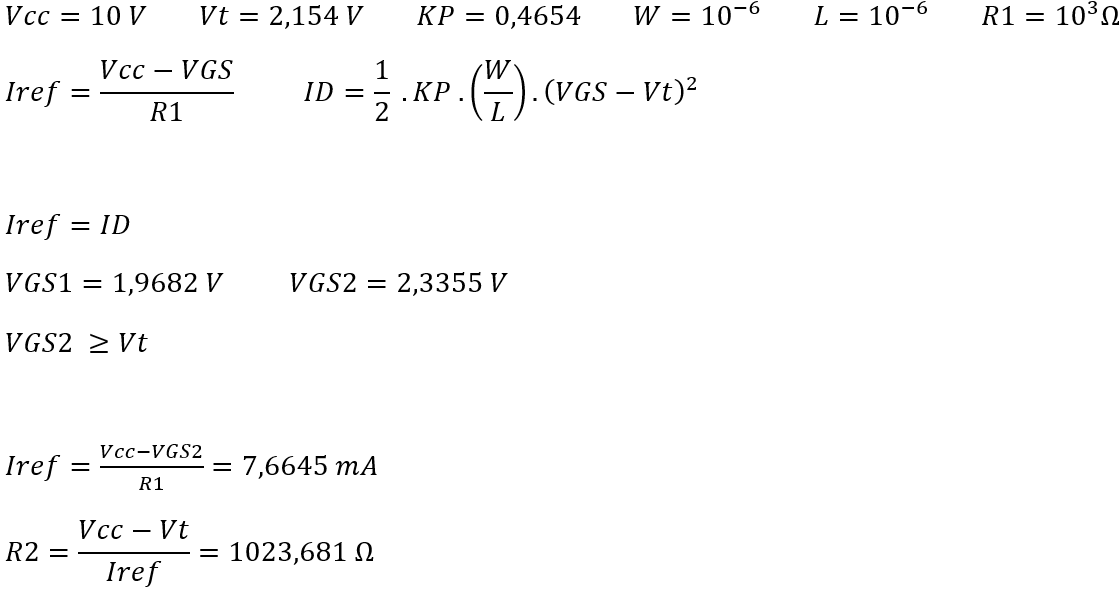 Vcc = 10 V Vt = 2,154 V KP = 0,4654 W = 10⁻⁶ L = 10⁻⁶ R1 = 10³Ω
Iref = (Vcc − VGS)/R1 ID = 1/2 . KP . (W/L) . (VGS − Vt)²
Iref = ID
VGS1 = 1,9682 V VGS2 = 2,3355 V
VGS2 ≥ Vt
Iref = (Vcc−VGS2)/R1 = 7,6645 mA
R2 = (Vcc − Vt)/Iref = 1023,681 Ω